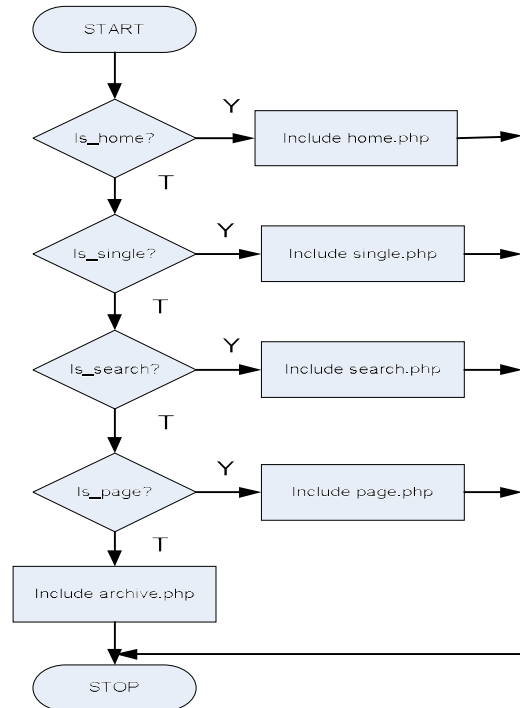 START
Y
Is_home?
Include home.php
T
Y
Is_single?
Include single.php
T
Y
Is_search?
Include search.php
T
Y
Is_page?
Include page.php
T
Include archive.php
STOP